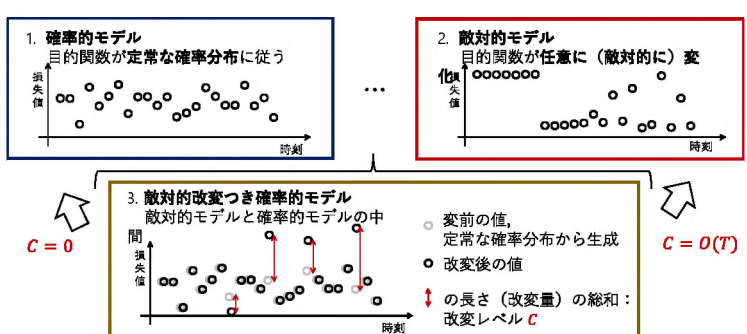 1. 確率的モデル
目的関数が定常な確率分布に従う
損失値
時刻
…
2. 敵対的モデル
目的関数が任意に（敵対的に）変
化
損失値
時刻
C = 0
3. 敵対的改変つき確率的モデル
敵対的モデルと確率的モデルの中
間
損失値
時刻
変前の値,
定常な確率分布から生成
改変後の値
の長さ（改変量）の総和：
改変レベル C
C = O(T)